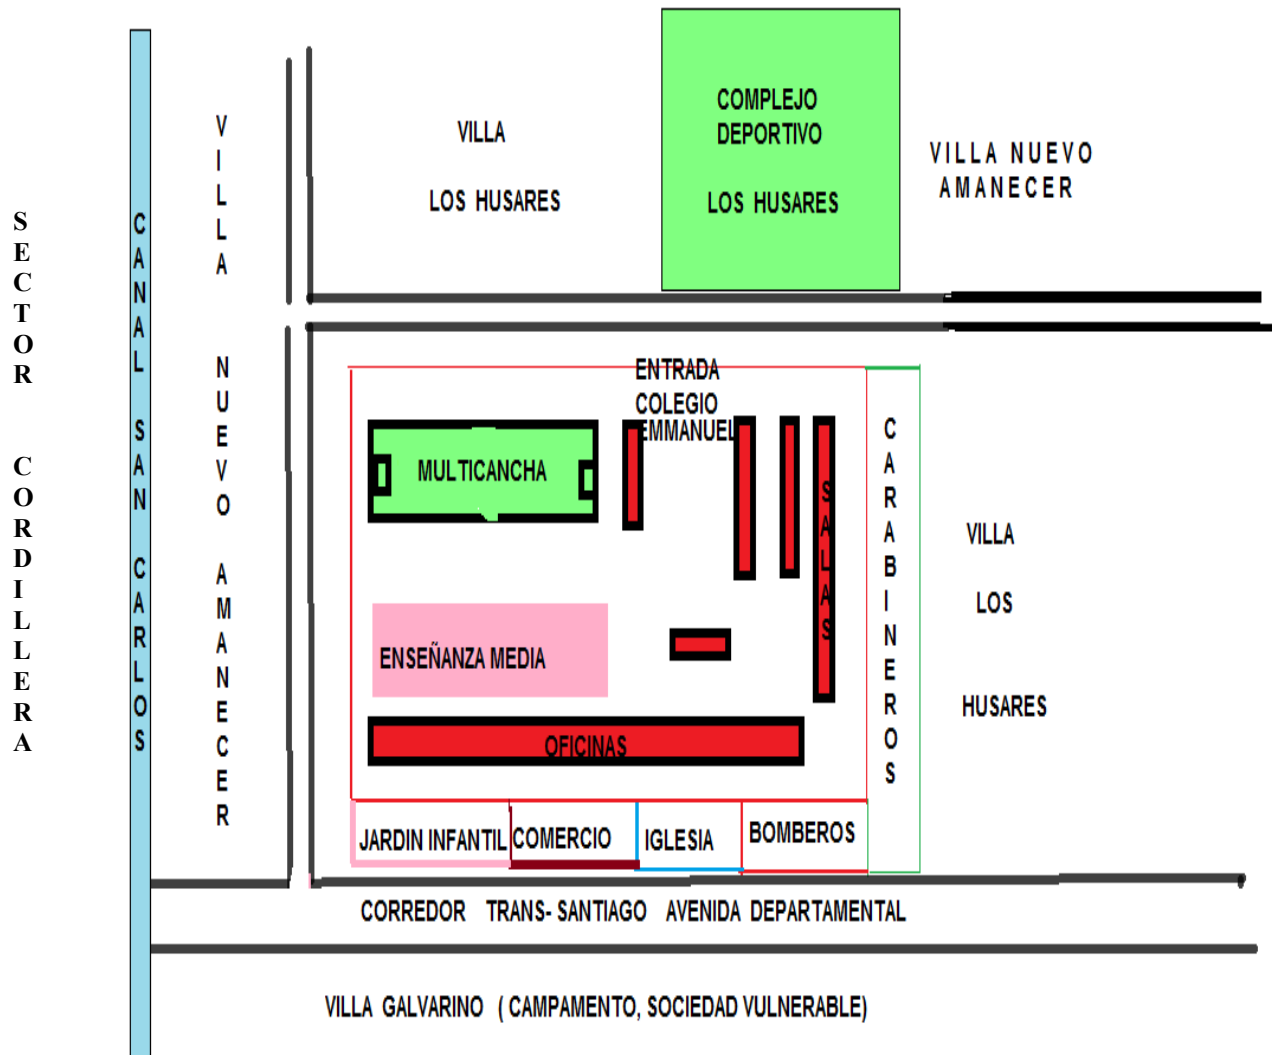 SECTOR CORDILLERA
CANAL SAN CARLOS
VILLA NUEVO AMANECER
VILLA
LOS HUSARES
COMPLEJO
DEPORTIVO
LOS HUSARES
VILLA NUEVO
AMANECER
ENTRADA
COLEGIO
EMMANUEL
MULTICANCHA
SALAS
CARABINEROS
VILLA
LOS
HUSARES
ENSEÑANZA MEDIA
OFICINAS
JARDIN INFANTIL
COMERCIO
IGLESIA
BOMBEROS
CORREDOR TRANS- SANTIAGO AVENIDA DEPARTAMENTAL
VILLA GALVARINO ( CAMPAMENTO, SOCIEDAD VULNERABLE)